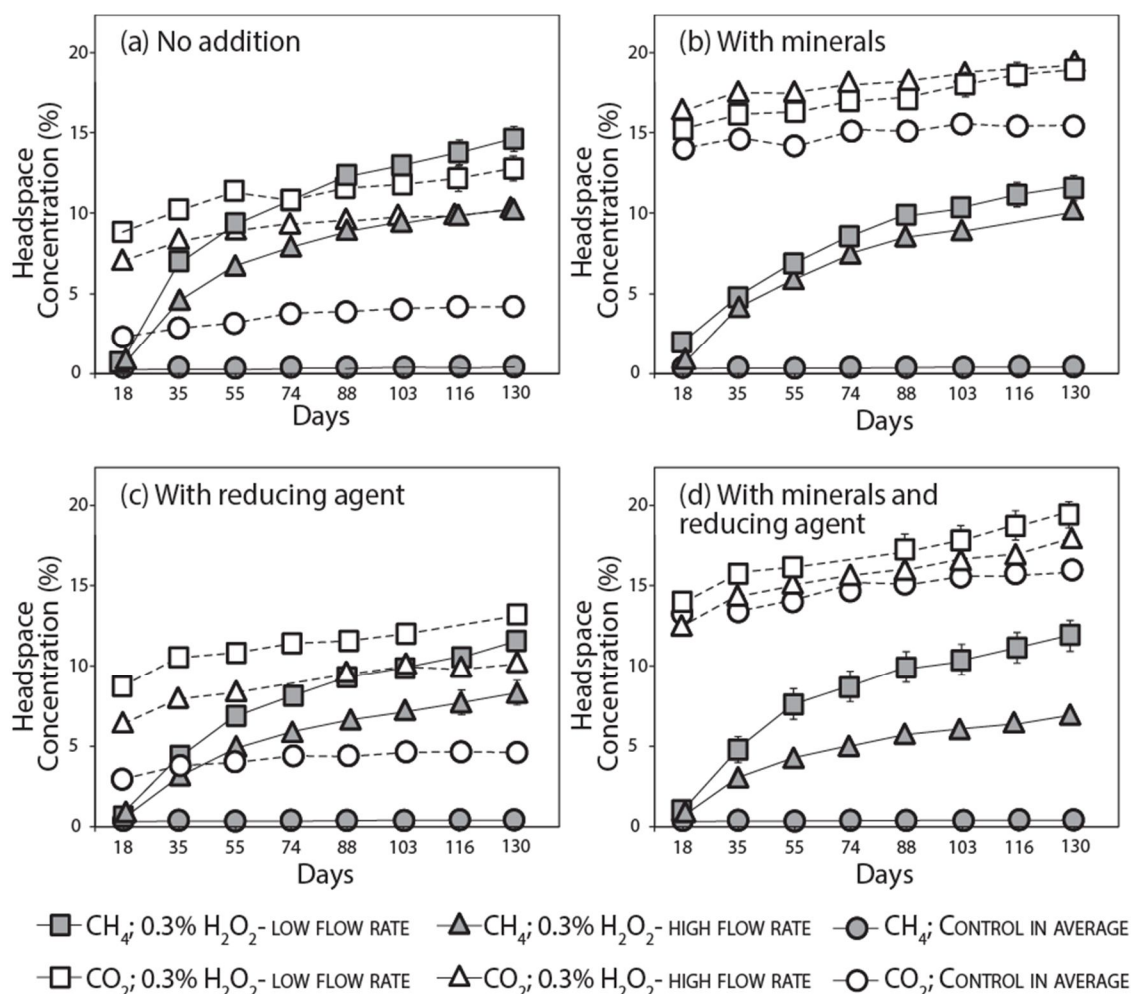 (a) No addition
20
15
10
5
0
Headspace
Concentration (%)
18 35 55 74 88 103 116 130
Days
(b) With minerals
20
15
10
5
0
Headspace
Concentration (%)
18 35 55 74 88 103 116 130
Days
(c) With reducing agent
20
15
10
5
0
Headspace
Concentration (%)
18 35 55 74 88 103 116 130
Days
(d) With minerals and
reducing agent
20
15
10
5
0
Headspace
Concentration (%)
18 35 55 74 88 103 116 130
Days
CH₄; 0.3% H₂O₂- LOW FLOW RATE CH₄; 0.3% H₂O₂- HIGH FLOW RATE CH₄; CONTROL IN AVERAGE
CO₂; 0.3% H₂O₂- LOW FLOW RATE CO₂; 0.3% H₂O₂- HIGH FLOW RATE CO₂; CONTROL IN AVERAGE